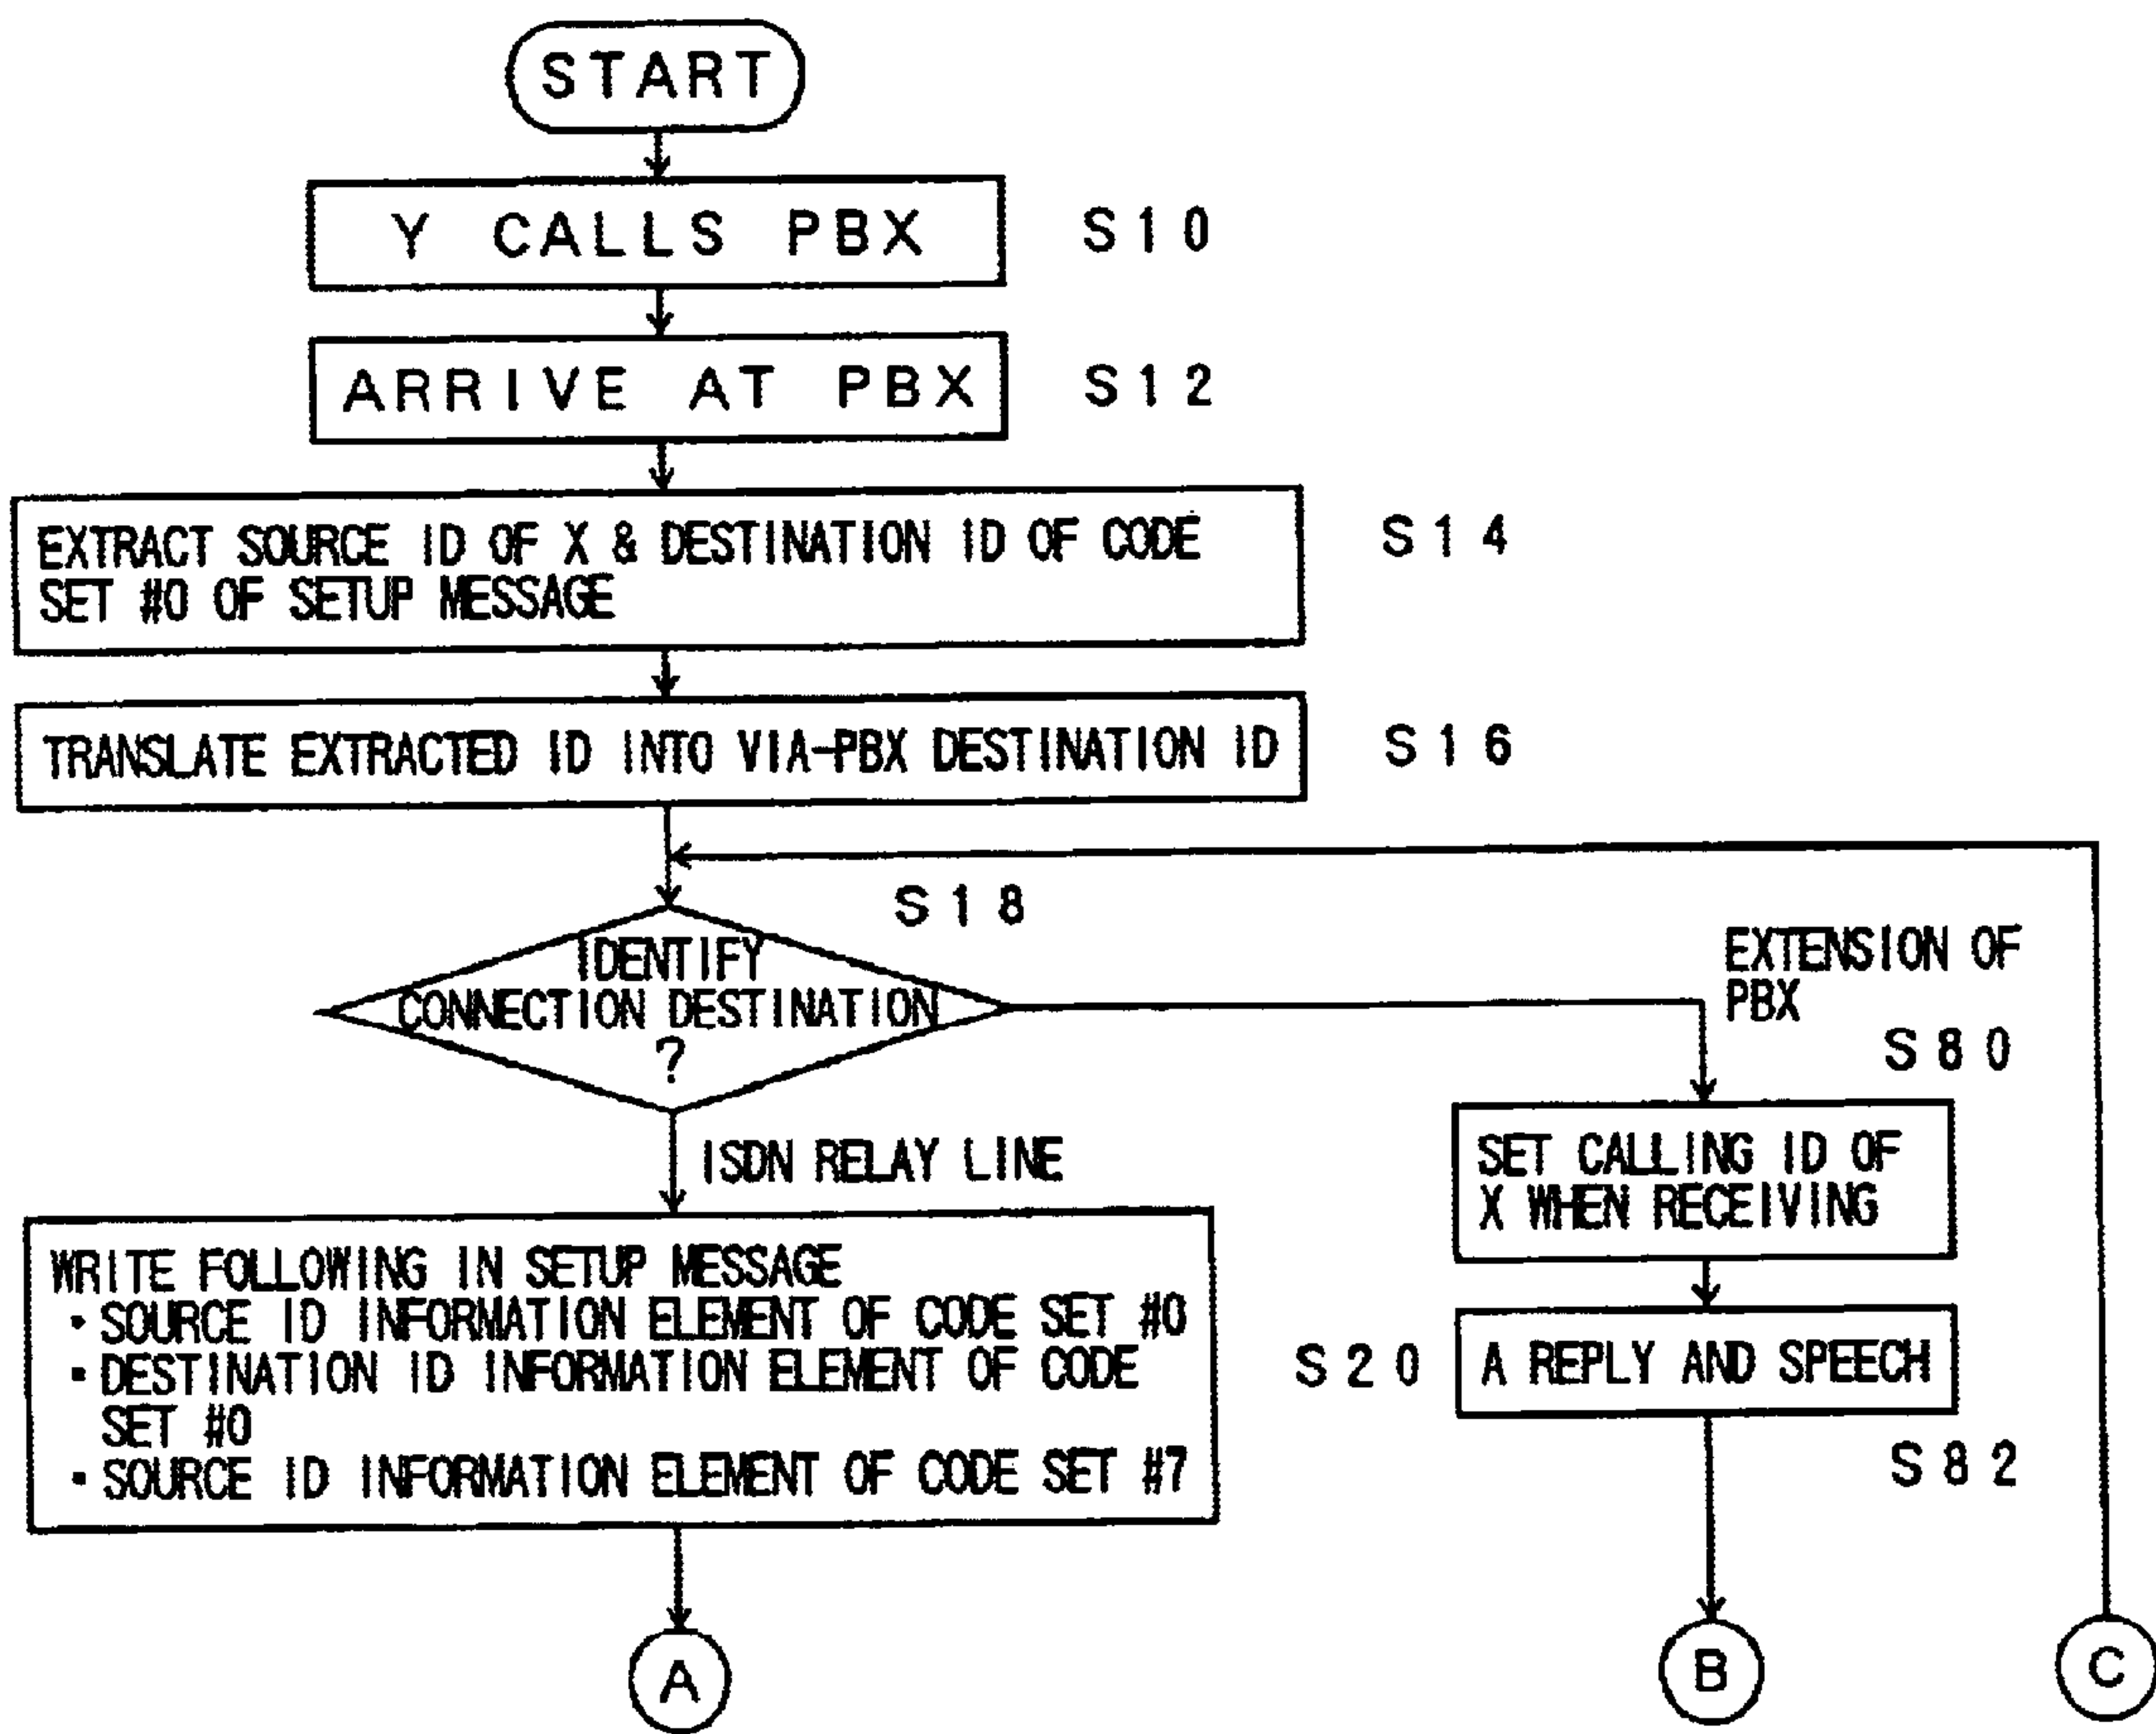 START
Y CALLS PBX
S10
ARRIVE AT PBX
S12
EXTRACT SOURCE ID OF X & DESTINATION ID OF CODE
SET #0 OF SETUP MESSAGE
S14
TRANSLATE EXTRACTED ID INTO VIA-PBX DESTINATION ID
S16
S18
IDENTIFY
CONNECTION DESTINATION
?
EXTENSION OF
PBX
S80
ISDN RELAY LINE
SET CALLING ID OF
X WHEN RECEIVING
WRITE FOLLOWING IN SETUP MESSAGE
・SOURCE ID INFORMATION ELEMENT OF CODE SET #0
・DESTINATION ID INFORMATION ELEMENT OF CODE
SET #0
・SOURCE ID INFORMATION ELEMENT OF CODE SET #7
S20
A REPLY AND SPEECH
S82
A
B
C